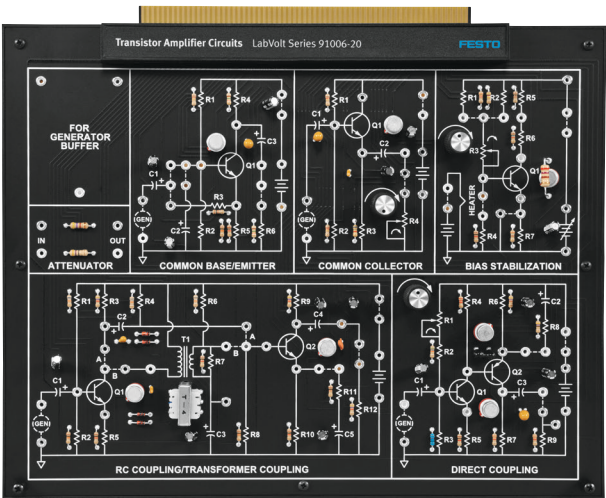 Transistor Amplifier Circuits LabVolt Series 91006-20
FESTO
FOR
GENERATOR
BUFFER
IN
OUT
ATTENUATOR
R1
R4
Q1
C3
C1
R3
GEN
C2
R2
R5
R6
COMMON BASE/EMITTER
R1
C1
Q1
C2
GEN
R4
R2
R3
COMMON COLLECTOR
R1
R2
R5
R6
R3
Q1
HEATER
R4
R7
BIAS STABILIZATION
R1
R3
R4
R6
R9
C2
C4
A
A
T1
B
B
Q2
R7
C1
Q1
R11
R12
GEN
R2
R5
C3
R8
R10
C5
RC COUPLING/TRANSFORMER COUPLING
R4
R6
C2
R1
R8
R2
Q2
C1
Q1
C3
GEN
R3
R5
R7
R9
DIRECT COUPLING